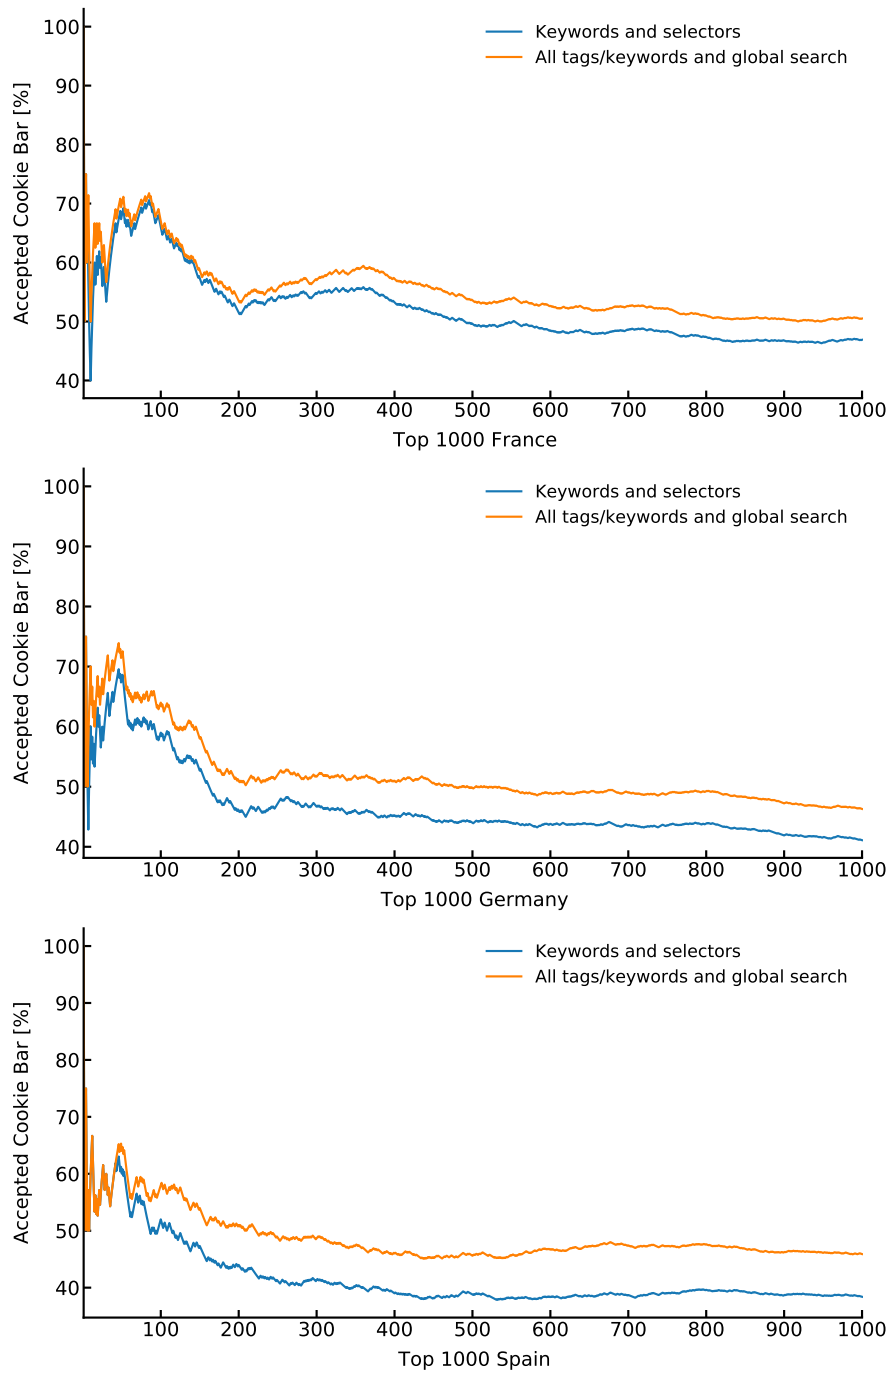 Keywords and selectors
All tags/keywords and global search
Accepted Cookie Bar [%]
100
90
80
70
60
50
40
100 200 300 400 500 600 700 800 900 1000
Top 1000 France
Keywords and selectors
All tags/keywords and global search
Accepted Cookie Bar [%]
100
90
80
70
60
50
40
100 200 300 400 500 600 700 800 900 1000
Top 1000 Germany
Keywords and selectors
All tags/keywords and global search
Accepted Cookie Bar [%]
100
90
80
70
60
50
40
100 200 300 400 500 600 700 800 900 1000
Top 1000 Spain